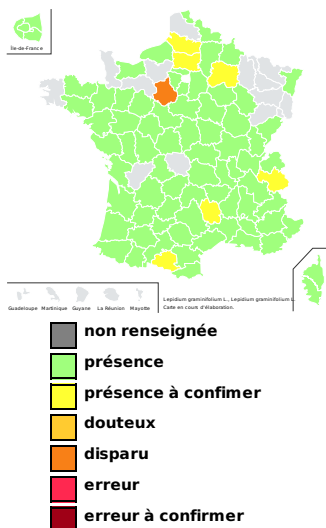 Île-de-France
Lepidium graminifolium L., Lepidium graminifolium L.
Carte en cours d'élaboration.
Guadeloupe Martinique Guyane La Réunion Mayotte
non renseignée
présence
présence à confimer
douteux
disparu
erreur
erreur à confirmer